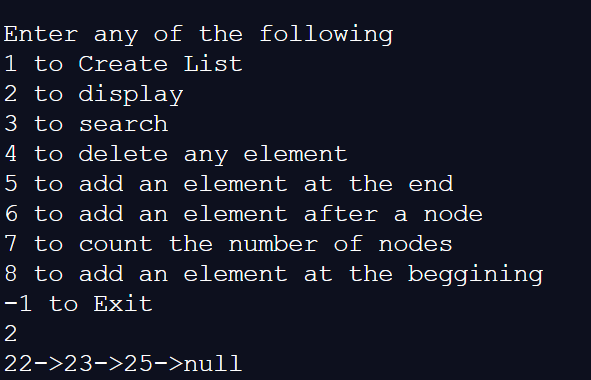 Enter any of the following
1 to Create List
2 to display
3 to search
4 to delete any element
5 to add an element at the end
6 to add an element after a node
7 to count the number of nodes
8 to add an element at the beggining
-1 to Exit
2
22->23->25->null